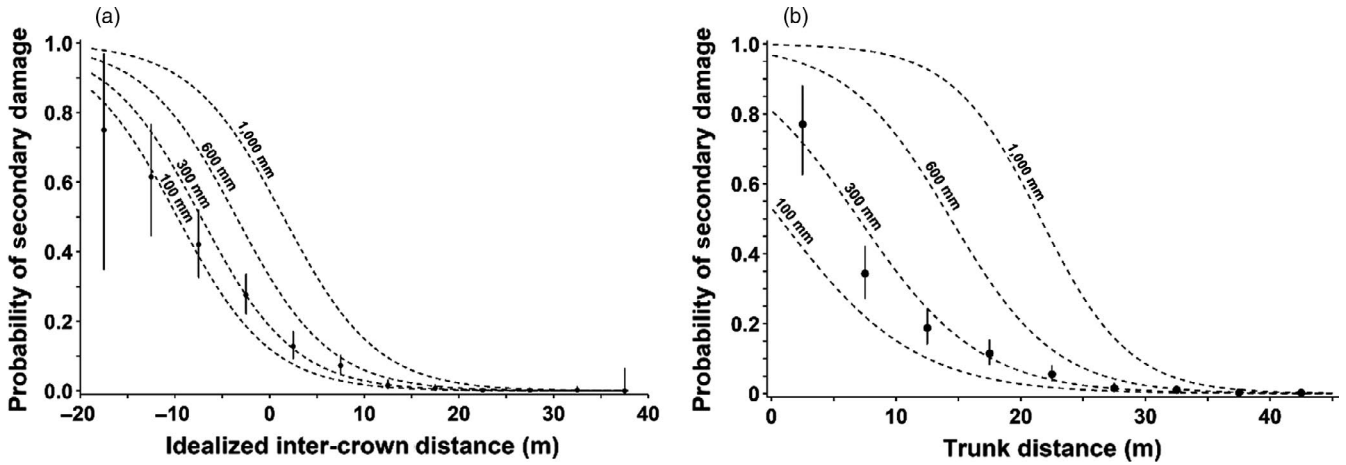 (a)
Probability of secondary damage
1.0
0.8
0.6
0.4
0.2
0.0
1,000 mm
600 mm
300 mm
100 mm
–20
–10
0
10
20
30
40
Idealized inter-crown distance (m)
(b)
Probability of secondary damage
1.0
0.8
0.6
0.4
0.2
0
1,000 mm
600 mm
300 mm
100 mm
0
10
20
30
40
Trunk distance (m)